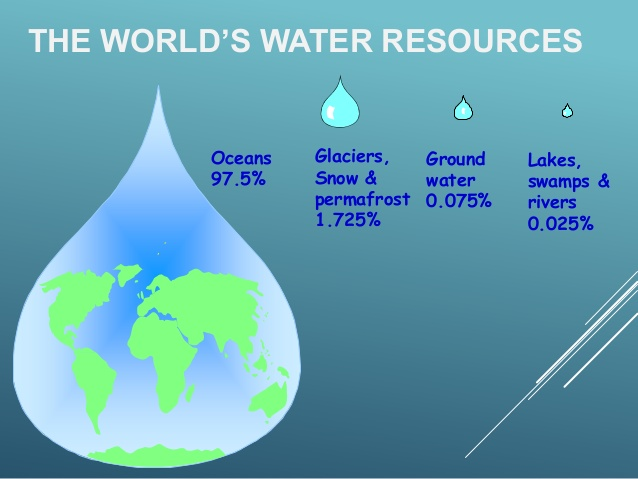 THE WORLD'S WATER RESOURCES
Oceans
97.5%
Glaciers,
Snow &
permafrost
1.725%
Ground
water
0.075%
Lakes,
swamps &
rivers
0.025%